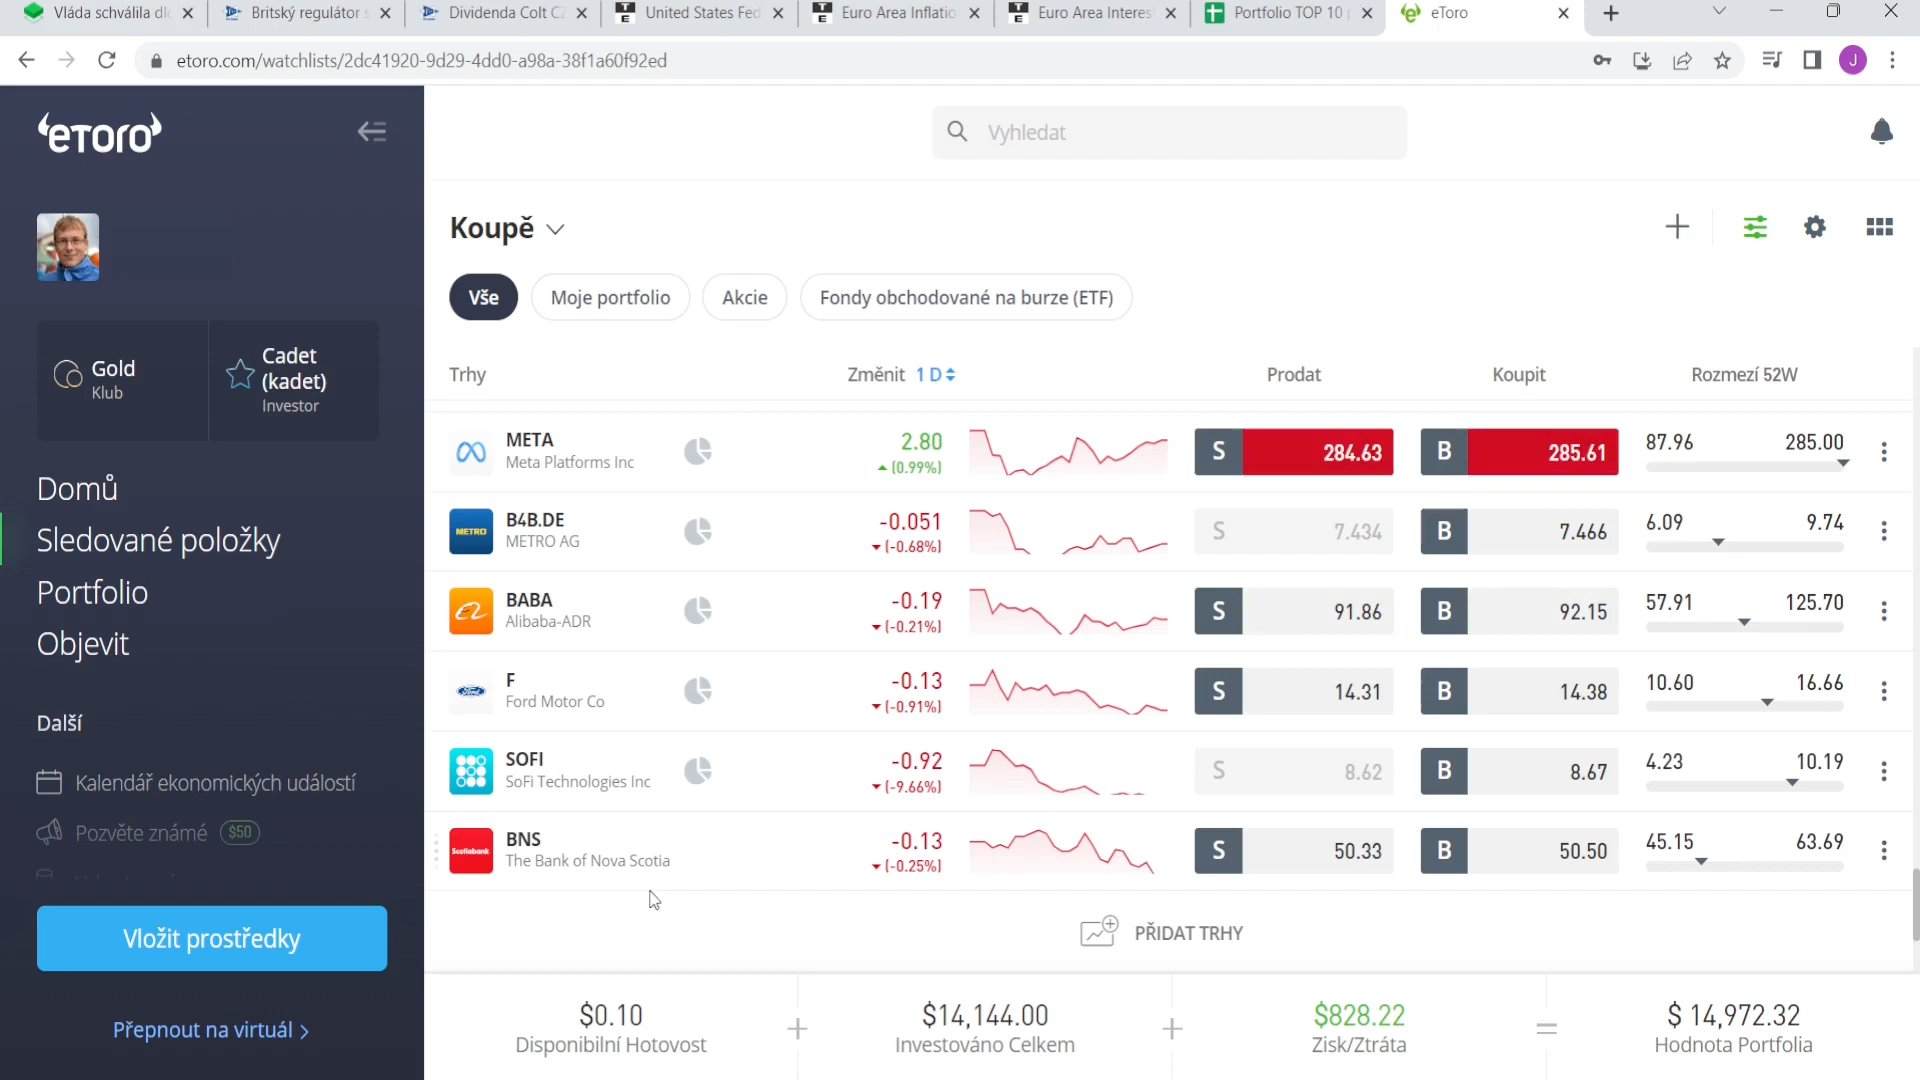 Vláda schválila dl
Britský regulátor s
Dividenda Colt CZ
United States Fed
Euro Area Inflatio
Euro Area Interes
Portfolio TOP 10
eToro
etoro.com/watchlists/2dc41920-9d29-4dd0-a98a-38f1a60f92ed
J
eToro
Vyhledat
Koupě
Vše
Moje portfolio
Akcie
Fondy obchodované na burze (ETF)
Gold
Klub
Cadet
(kadet)
Investor
Domů
Sledované položky
Portfolio
Objevit
Další
Kalendář ekonomických událostí
Pozvěte známé $50
Vložit prostředky
Přepnout na virtuál >
Trhy Změnit 1 D Prodat Koupit Rozmezí 52W
META 2.80 S 284.63 B 285.61 87.96 285.00
Meta Platforms Inc (0.99%)
METRO
B4B.DE -0.051 S 7.434 B 7.466 6.09 9.74
METRO AG (-0.68%)
BABA -0.19 S 91.86 B 92.15 57.91 125.70
Alibaba-ADR (-0.21%)
Ford
F -0.13 S 14.31 B 14.38 10.60 16.66
Ford Motor Co (-0.91%)
SOFI -0.92 S 8.62 B 8.67 4.23 10.19
SoFi Technologies Inc (-9.66%)
Scotiabank
BNS -0.13 S 50.33 B 50.50 45.15 63.69
The Bank of Nova Scotia (-0.25%)
PŘIDAT TRHY
$0.10 + $14,144.00 + $828.22 = $ 14,972.32
Disponibilní Hotovost Investováno Celkem Zisk/Ztráta Hodnota Portfolia